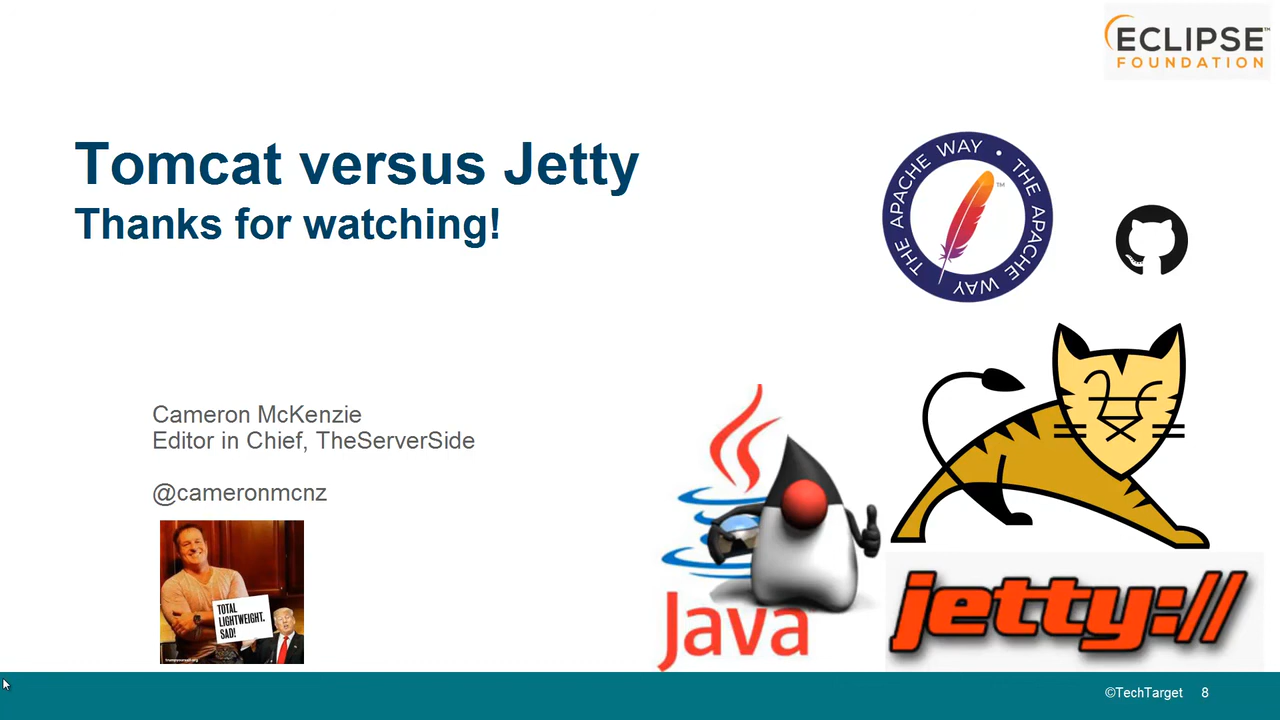 ECLIPSE
FOUNDATION
Tomcat versus Jetty
Thanks for watching!
THE APACHE WAY • THE APACHE WAY
TM
Cameron McKenzie
Editor in Chief, TheServerSide
@cameronmcnz
TOTAL
LIGHTWEIGHT.
SAD!
Java
jetty://
©TechTarget 8